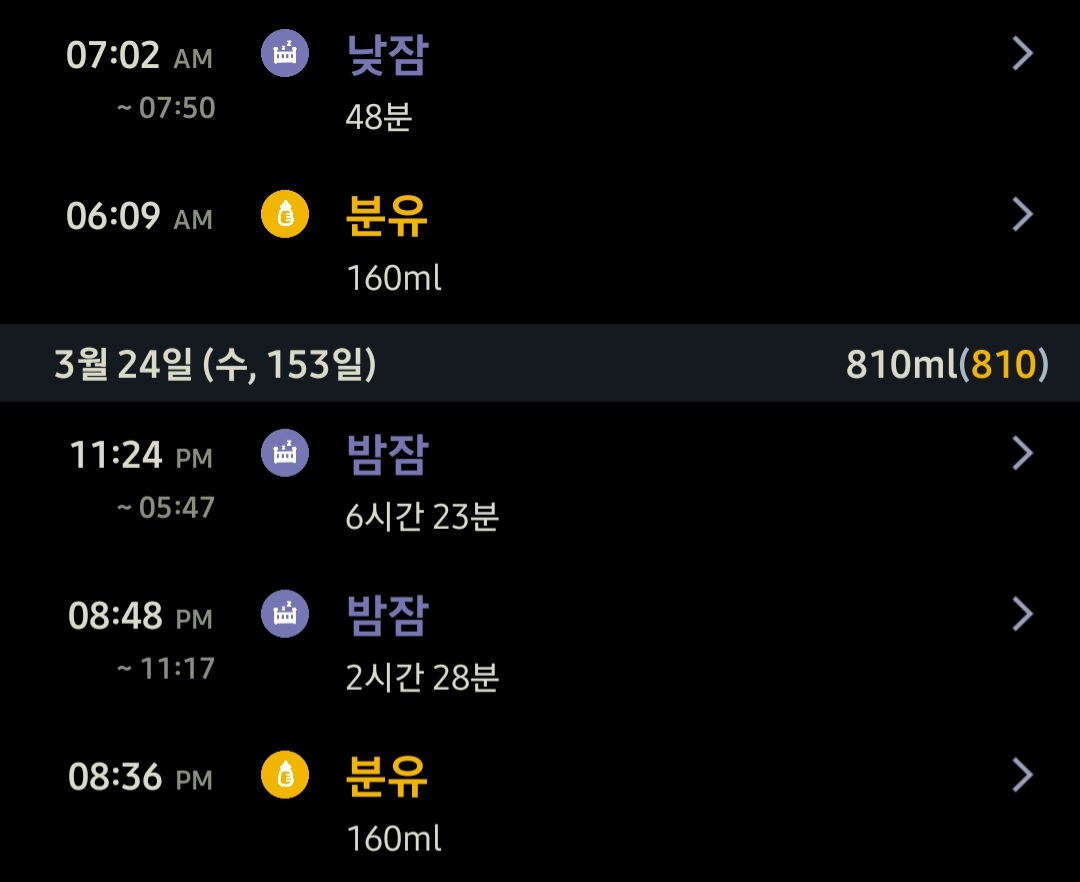 07:02 AM 낮잠
~ 07:50 48분
06:09 AM 분유
160ml
3월 24일 (수, 153일) 810ml(810)
11:24 PM 밤잠
~ 05:47 6시간 23분
08:48 PM 밤잠
~ 11:17 2시간 28분
08:36 PM 분유
160ml